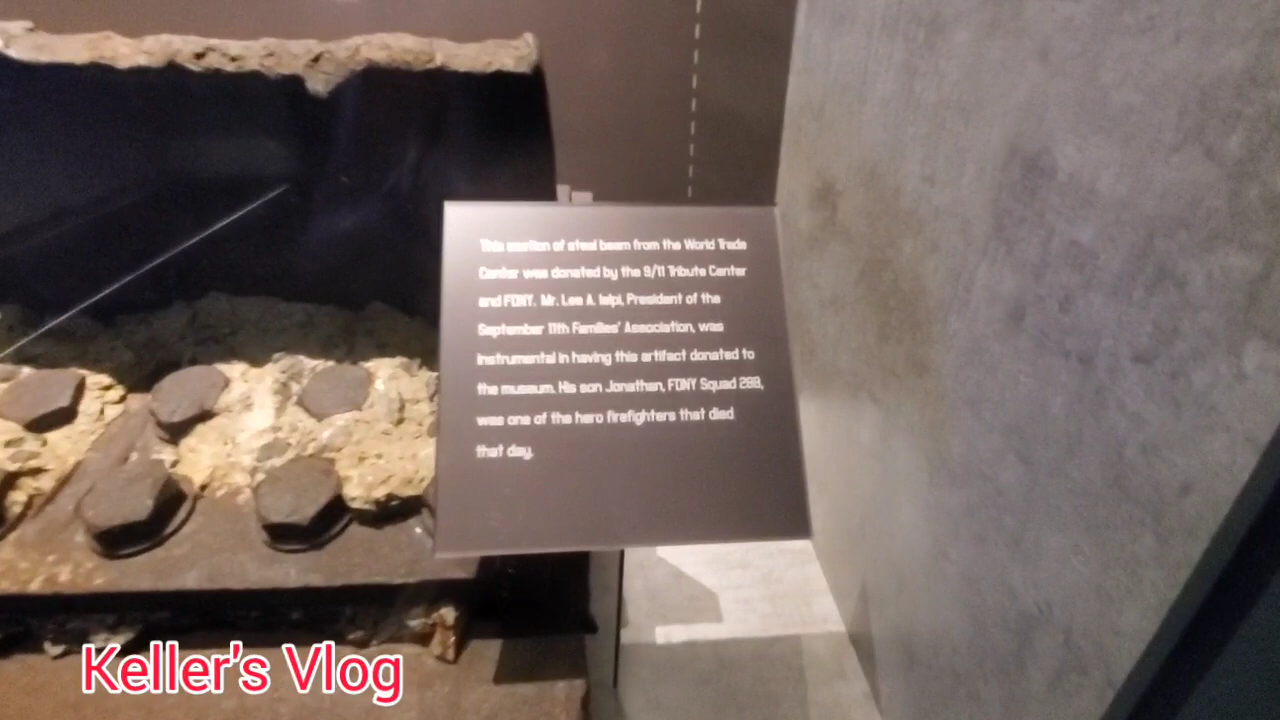 This section of steel beam from the World Trade
Center was donated by the 9/11 Tribute Center
and FDNY. Mr. Lee A. Ielpi, President of the
September 11th Families' Association, was
instrumental in having this artifact donated to
the museum. His son Jonathan, FDNY Squad 288,
was one of the hero firefighters that died
that day.
Keller's Vlog